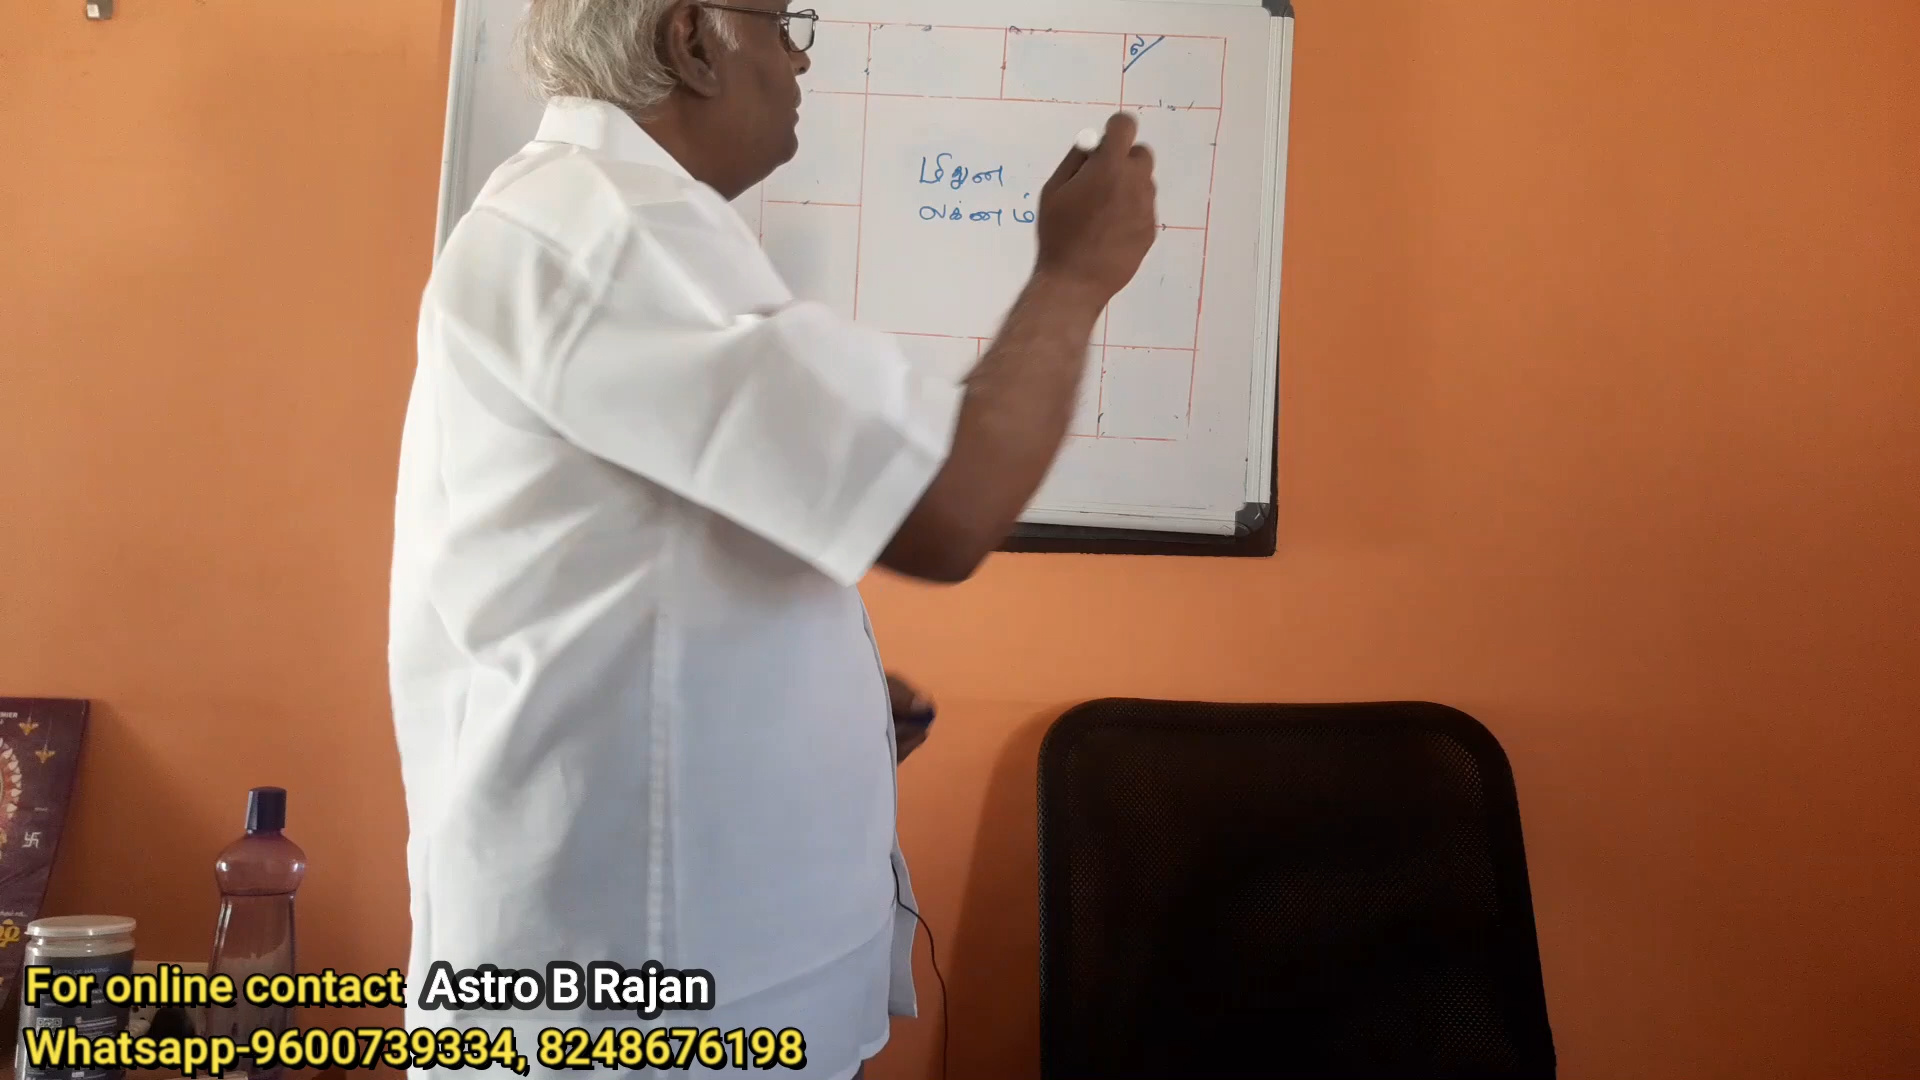 ல
மிதுன
லக்னம்
For online contact Astro B Rajan
Whatsapp-9600739334, 8248676198